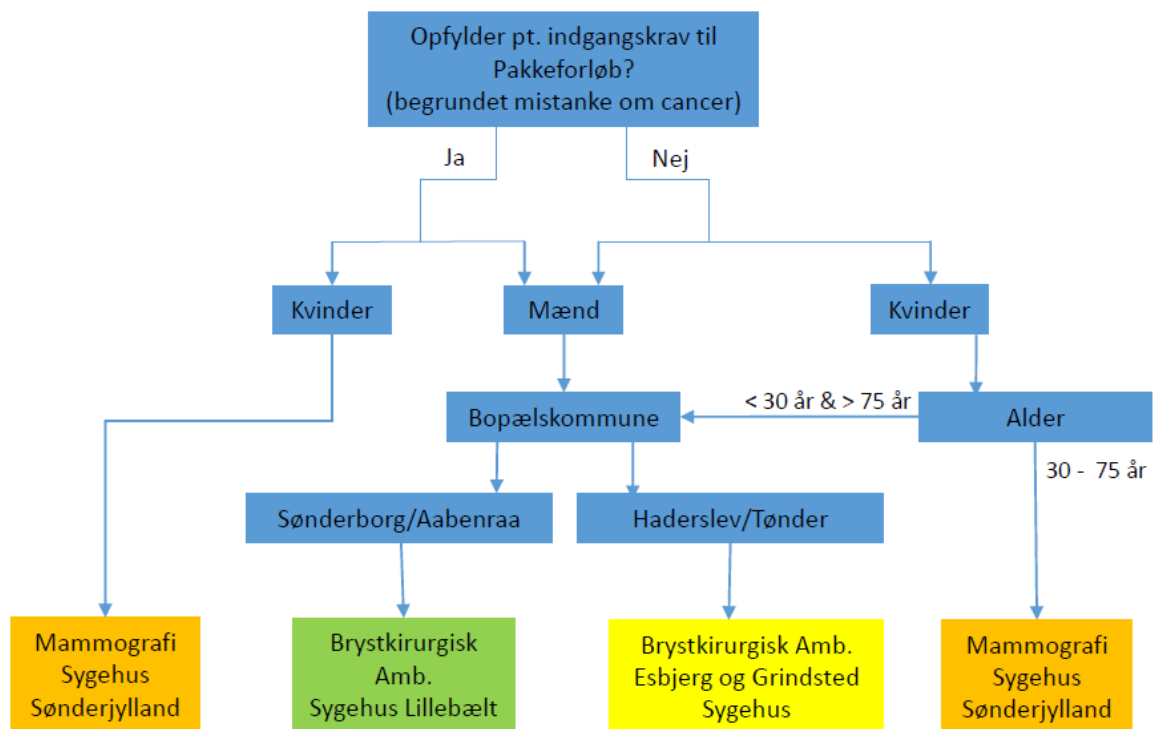 Opfylder pt. indgangskrav til
Pakkeforløb?
(begrundet mistanke om cancer)
Ja
Nej
Kvinder
Mænd
Kvinder
Bopælskommune
< 30 år & > 75 år
Alder
30 - 75 år
Sønderborg/Aabenraa
Haderslev/Tønder
Mammografi
Sygehus
Sønderjylland
Brystkirurgisk
Amb.
Sygehus Lillebælt
Brystkirurgisk Amb.
Esbjerg og Grindsted
Sygehus
Mammografi
Sygehus
Sønderjylland